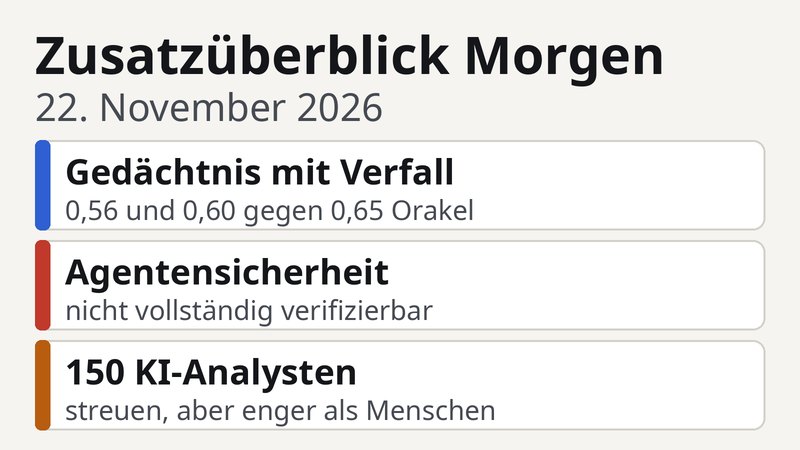 Zusatzüberblick Morgen
22. November 2026
Gedächtnis mit Verfall
0,56 und 0,60 gegen 0,65 Orakel
Agentensicherheit
nicht vollständig verifizierbar
150 KI-Analysten
streuen, aber enger als Menschen